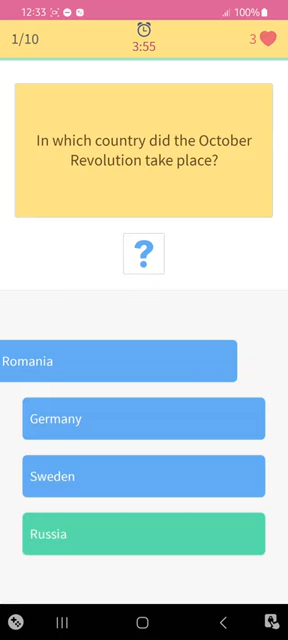 12:33
100%
1/10
3:55
3
In which country did the October
Revolution take place?
?
Romania
Germany
Sweden
Russia